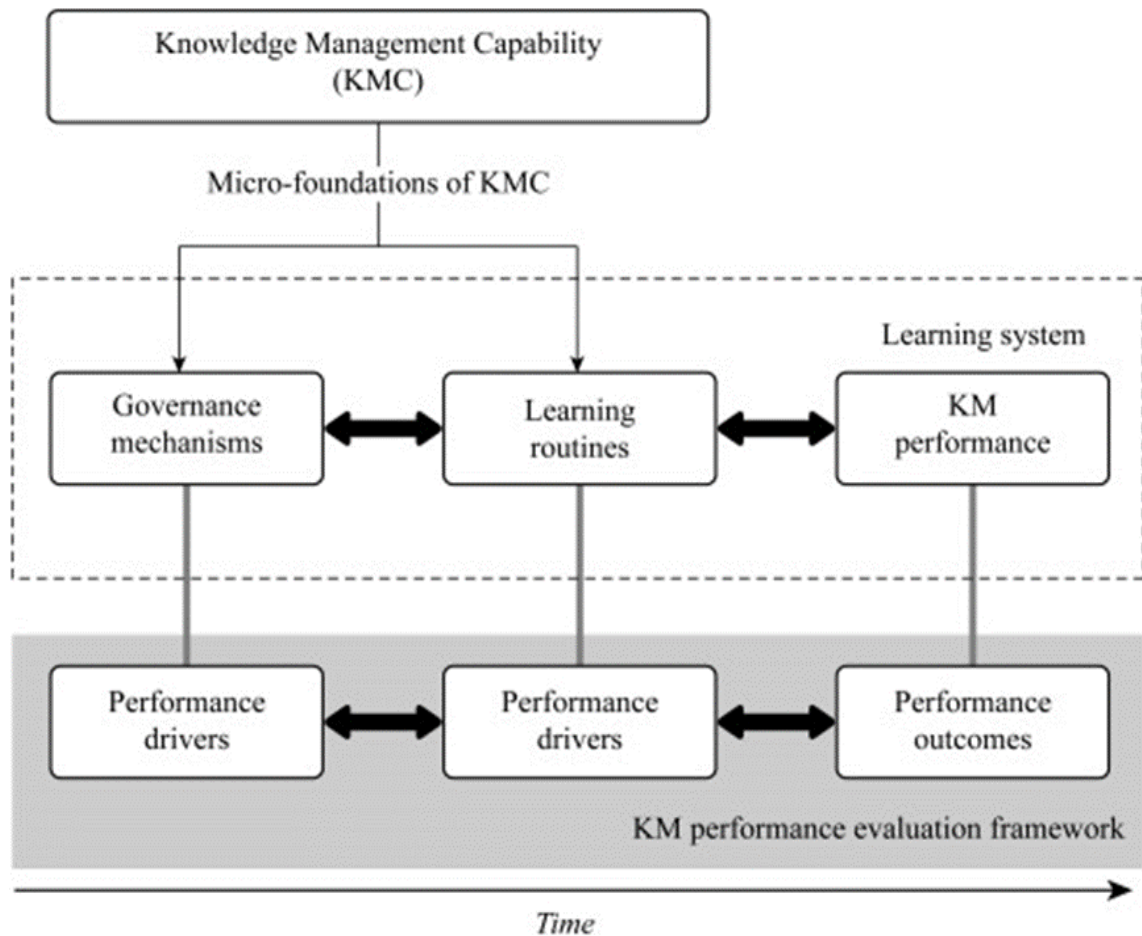 Knowledge Management Capability
(KMC)
Micro-foundations of KMC
Learning system
Governance
mechanisms
Learning
routines
KM
performance
Performance
drivers
Performance
drivers
Performance
outcomes
KM performance evaluation framework
Time